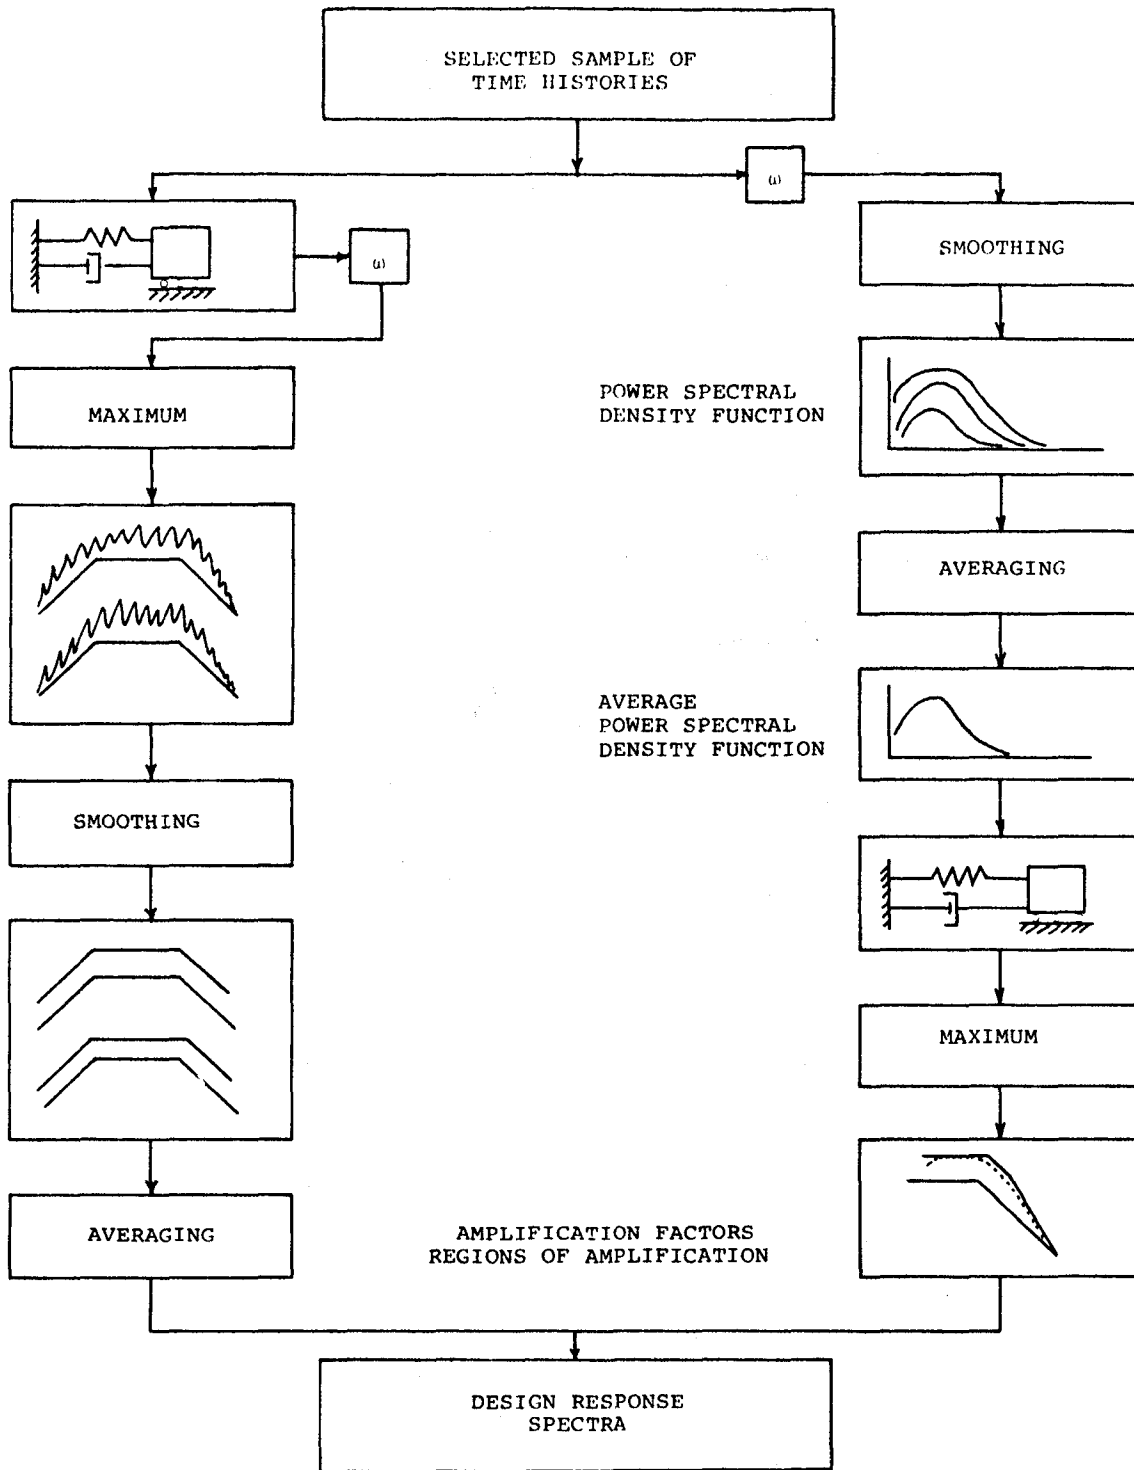 SELECTED SAMPLE OF
TIME HISTORIES
ω
ω
SMOOTHING
MAXIMUM
POWER SPECTRAL
DENSITY FUNCTION
AVERAGING
AVERAGE
POWER SPECTRAL
DENSITY FUNCTION
SMOOTHING
MAXIMUM
AVERAGING
AMPLIFICATION FACTORS
REGIONS OF AMPLIFICATION
DESIGN RESPONSE
SPECTRA